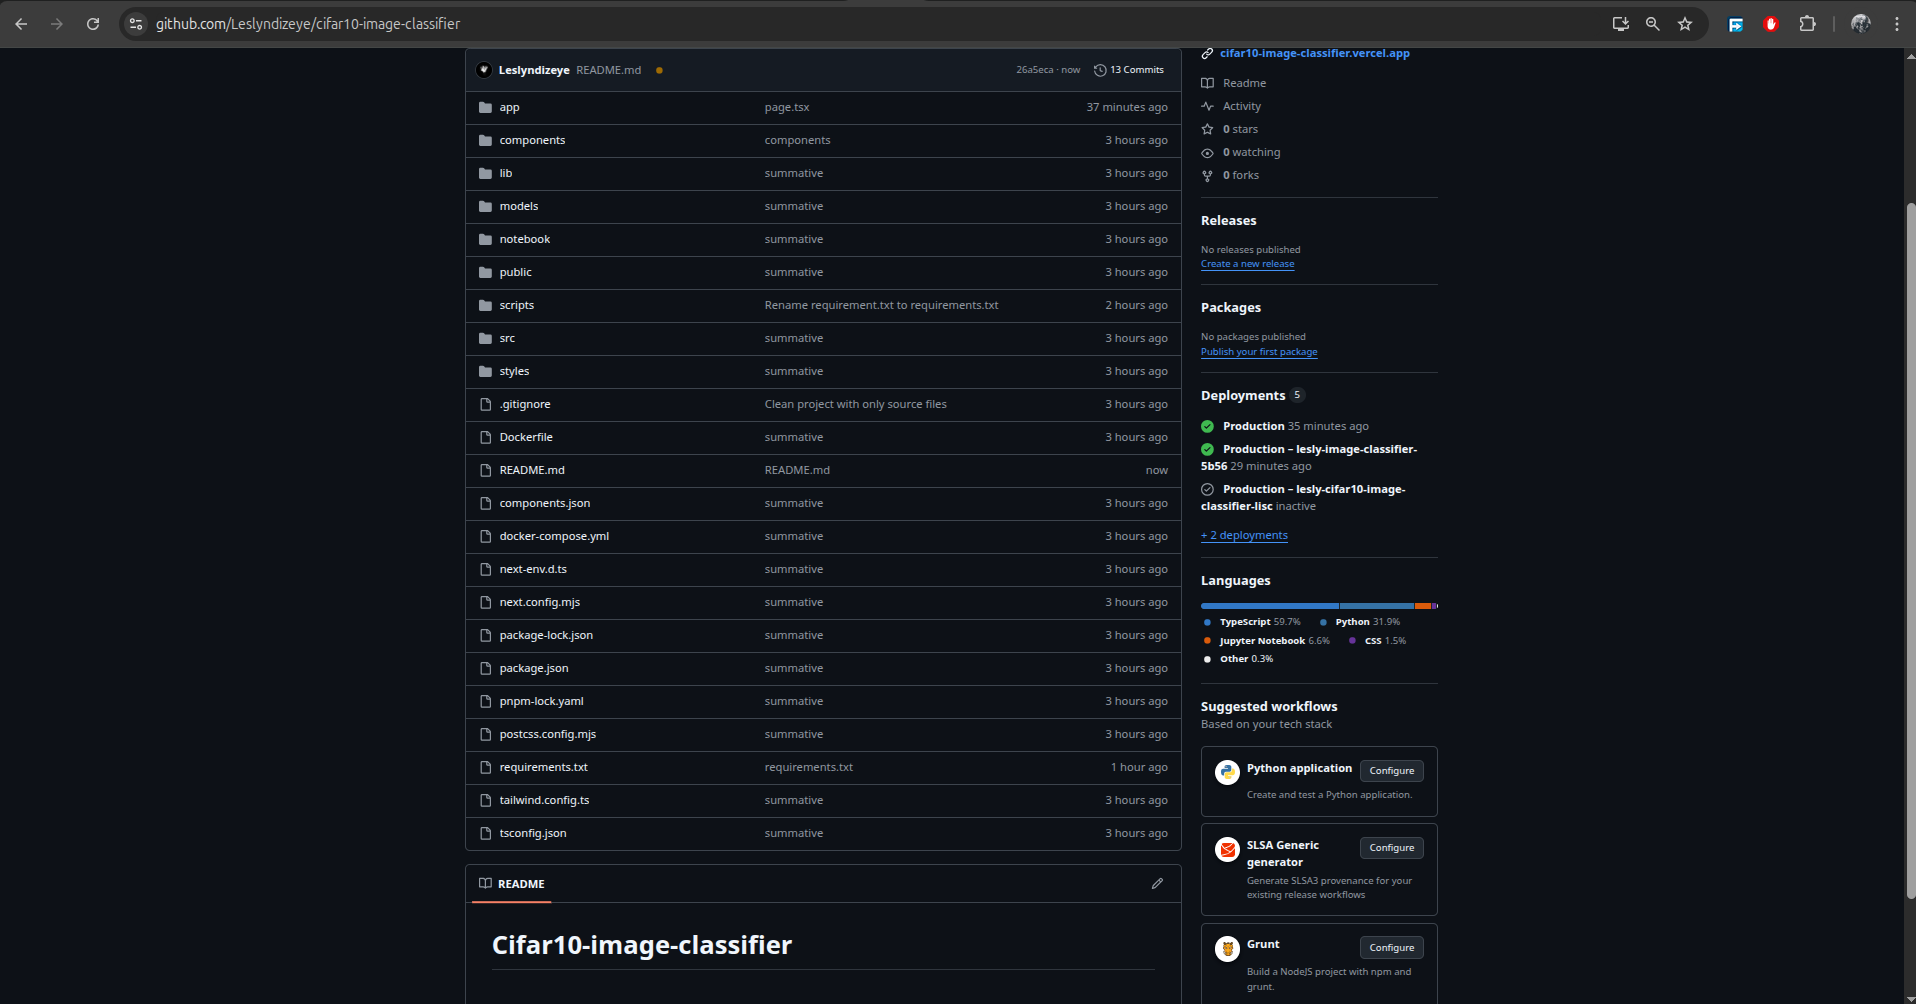 github.com/Leslyndizeye/cifar10-image-classifier
Leslyndizeye README.md 26a5eca · now 13 Commits
app page.tsx 37 minutes ago
components components 3 hours ago
lib summative 3 hours ago
models summative 3 hours ago
notebook summative 3 hours ago
public summative 3 hours ago
scripts Rename requirement.txt to requirements.txt 2 hours ago
src summative 3 hours ago
styles summative 3 hours ago
.gitignore Clean project with only source files 3 hours ago
Dockerfile summative 3 hours ago
README.md README.md now
components.json summative 3 hours ago
docker-compose.yml summative 3 hours ago
next-env.d.ts summative 3 hours ago
next.config.mjs summative 3 hours ago
package-lock.json summative 3 hours ago
package.json summative 3 hours ago
pnpm-lock.yaml summative 3 hours ago
postcss.config.mjs summative 3 hours ago
requirements.txt requirements.txt 1 hour ago
tailwind.config.ts summative 3 hours ago
tsconfig.json summative 3 hours ago
README
Cifar10-image-classifier
cifar10-image-classifier.vercel.app
Readme
Activity
0 stars
0 watching
0 forks
Releases
No releases published
Create a new release
Packages
No packages published
Publish your first package
Deployments 5
Production 35 minutes ago
Production – lesly-image-classifier-
5b56 29 minutes ago
Production – lesly-cifar10-image-
classifier-lisc inactive
+ 2 deployments
Languages
TypeScript 59.7% Python 31.9%
Jupyter Notebook 6.6% CSS 1.5%
Other 0.3%
Suggested workflows
Based on your tech stack
Python application Configure
Create and test a Python application.
SLSA Generic
generator Configure
Generate SLSA3 provenance for your
existing release workflows
Grunt Configure
Build a NodeJS project with npm and
grunt.